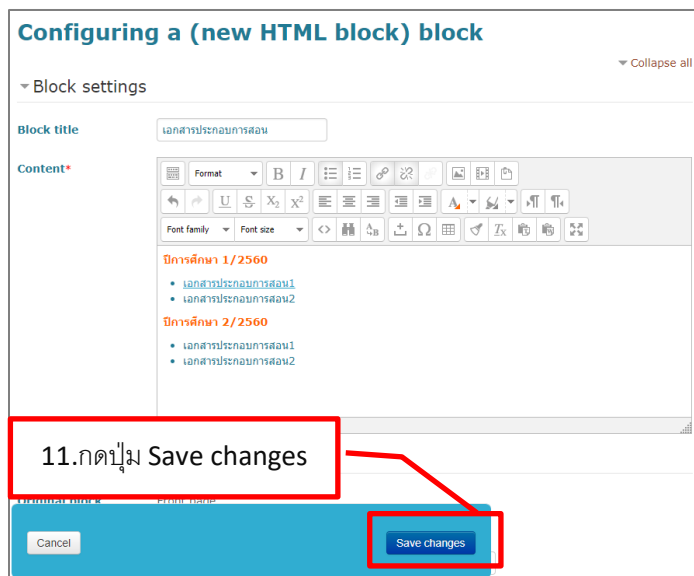 Configuring a (new HTML block) block
Collapse all
Block settings
Block title
เอกสารประกอบการสอน
Content*
Format
B I
U S X2 X2
Font family Font size
ปีการศึกษา 1/2560
• เอกสารประกอบการสอน1
• เอกสารประกอบการสอน2
ปีการศึกษา 2/2560
• เอกสารประกอบการสอน1
• เอกสารประกอบการสอน2
11.กดปุ่ม Save changes
Original block
Front page
Cancel
Save changes